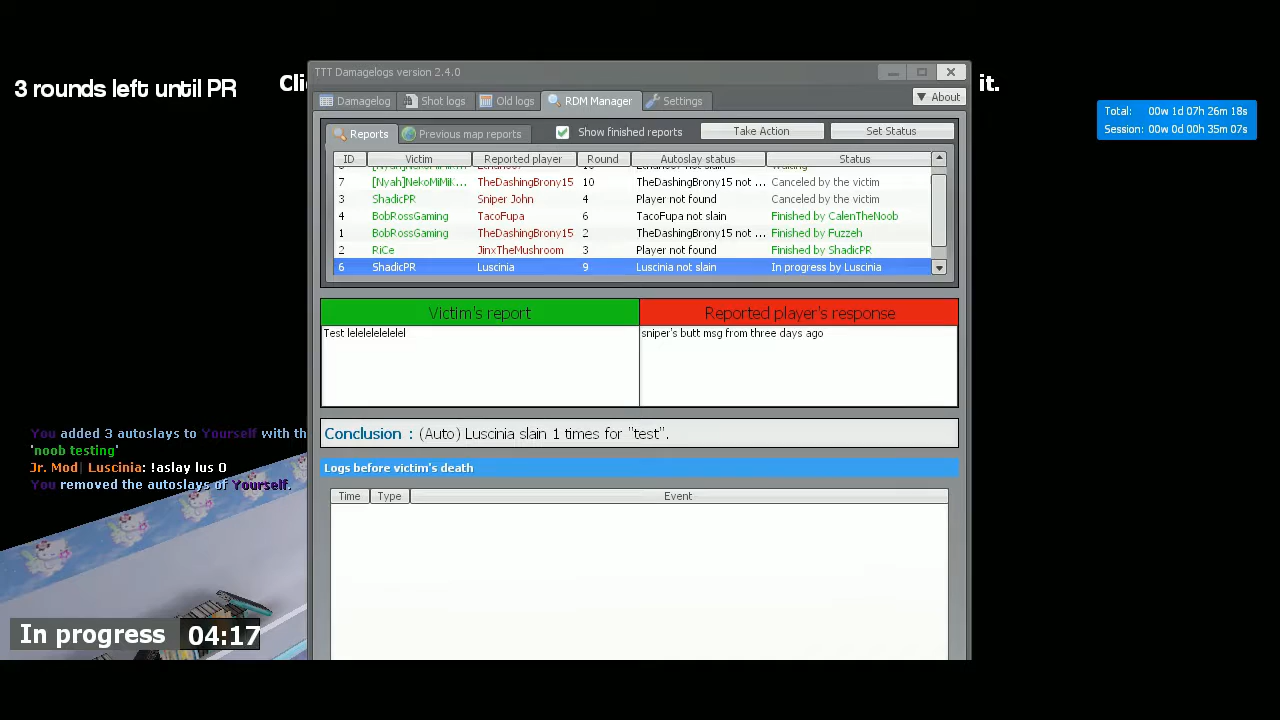 3 rounds left until PR
Cli
it.
TTT Damagelogs version 2.4.0
Total: 00w 1d 07h 26m 18s
Session: 00w 0d 00h 35m 07s
Damagelog Shot logs Old logs RDM Manager Settings
About
Reports Previous map reports Show finished reports Take Action Set Status
ID Victim Reported player Round Autoslay status Status
7 [Nyah]NekoMiMi... TheDashingBrony15 10 TheDashingBrony15 not ... Canceled by the victim
3 ShadicPR Sniper John 4 Player not found Canceled by the victim
4 BobRossGaming TacoFupa 6 TacoFupa not slain Finished by CalenTheNoob
1 BobRossGaming TheDashingBrony15 2 TheDashingBrony15 not ... Finished by Fuzzeh
2 RiCe JinxTheMushroom 3 Player not found Finished by ShadicPR
6 ShadicPR Luscinia 9 Luscinia not slain In progress by Luscinia
Victim's report Reported player's response
Test lelelelelelelel sniper's butt msg from three days ago
Conclusion : (Auto) Luscinia slain 1 times for "test".
Logs before victim's death
Time Type Event
You added 3 autoslays to Yourself with th
'noob testing'
Jr. Mod| Luscinia: !aslay lus 0
You removed the autoslays of Yourself.
In progress 04:17